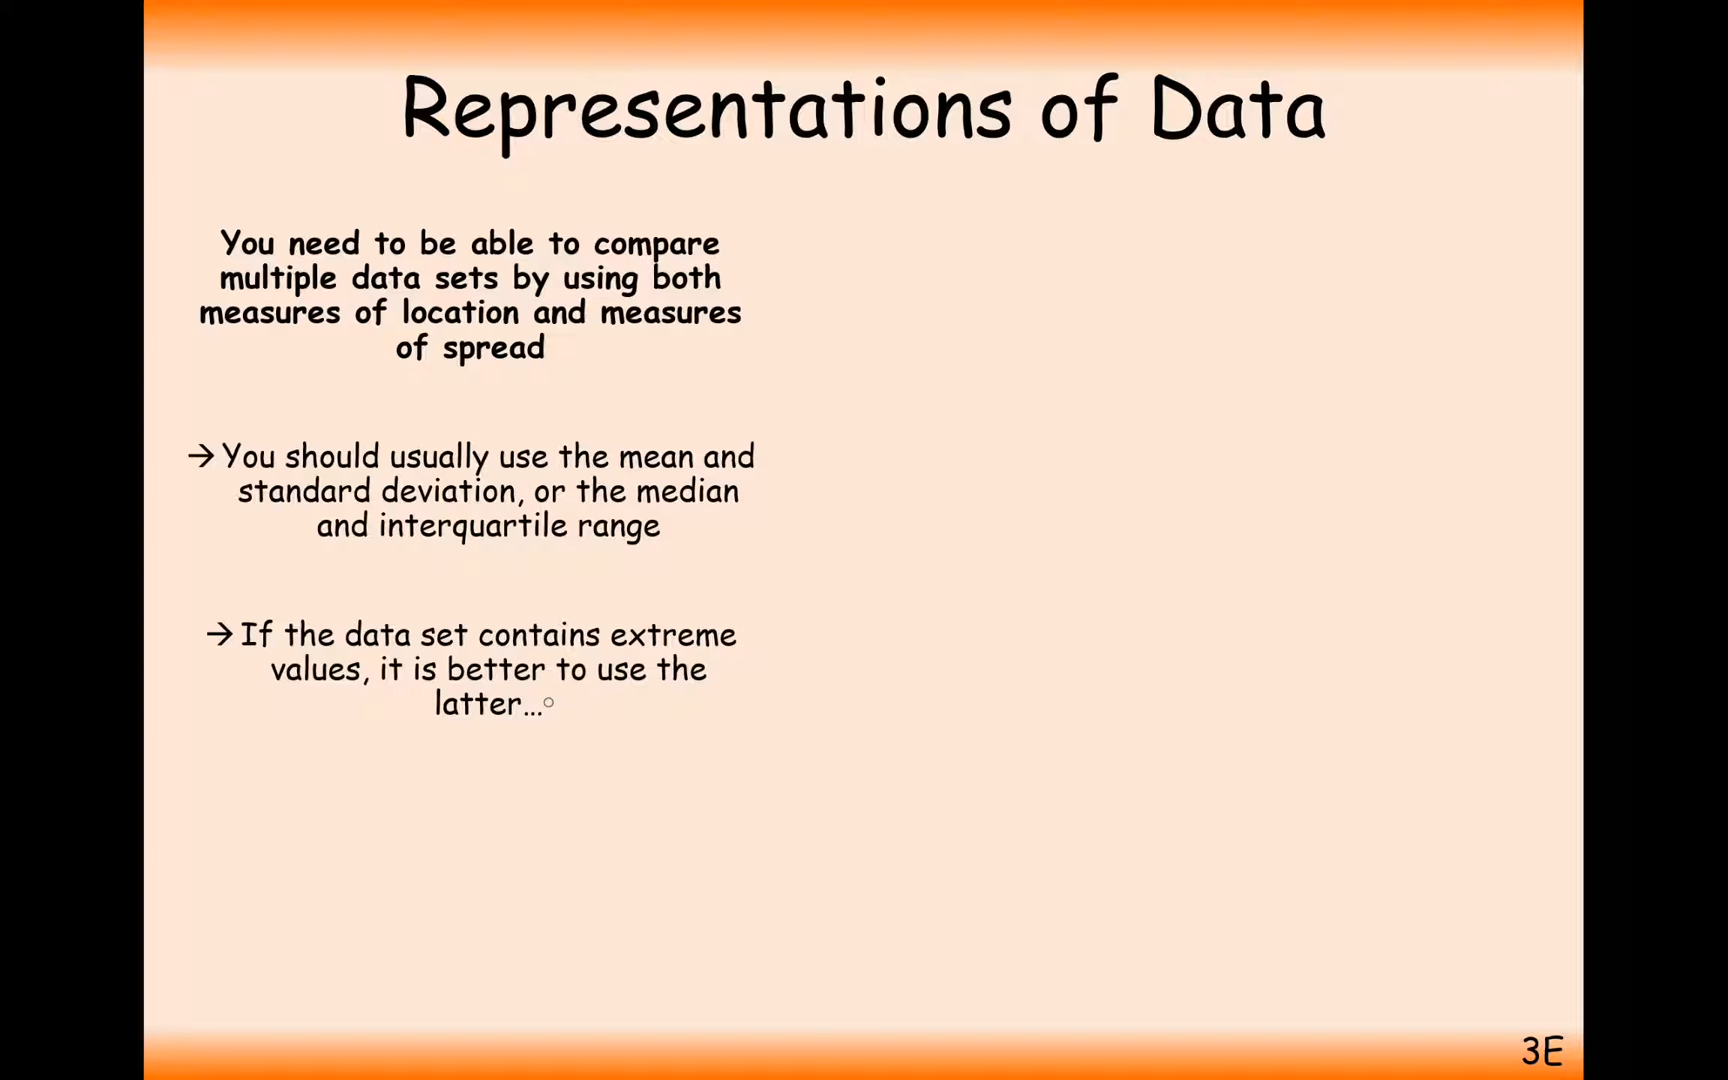 Representations of Data
You need to be able to compare
multiple data sets by using both
measures of location and measures
of spread
→ You should usually use the mean and
standard deviation, or the median
and interquartile range
→ If the data set contains extreme
values, it is better to use the
latter…
3E